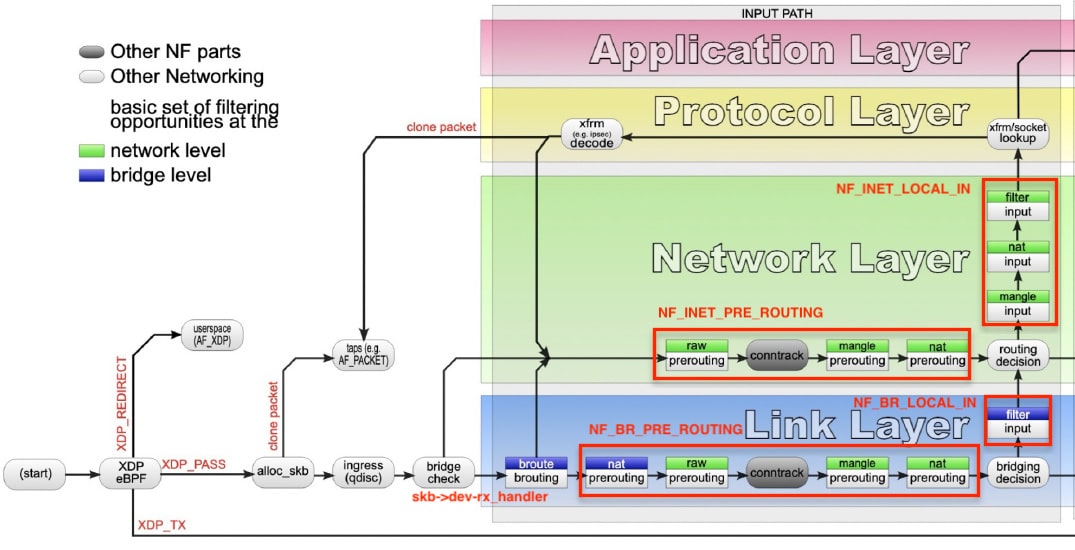 INPUT PATH
Application Layer
Other NF parts
Other Networking
basic set of filtering
opportunities at the
network level
bridge level
Protocol Layer
clone packet
xfrm
(e.g. ipsec)
decode
xfrm/socket
lookup
NF_INET_LOCAL_IN
filter
input
nat
input
mangle
input
Network Layer
NF_INET_PRE_ROUTING
userspace
(AF_XDP)
taps (e.g.
AF_PACKET)
raw
prerouting
conntrack
mangle
prerouting
nat
prerouting
routing
decision
XDP_REDIRECT
clone packet
NF_BR_LOCAL_IN
filter
input
Link Layer
NF_BR_PRE_ROUTING
(start)
XDP
eBPF
XDP_PASS
alloc_skb
ingress
(qdisc)
bridge
check
broute
brouting
nat
prerouting
raw
prerouting
conntrack
mangle
prerouting
nat
prerouting
bridging
decision
skb->dev-rx_handler
XDP_TX